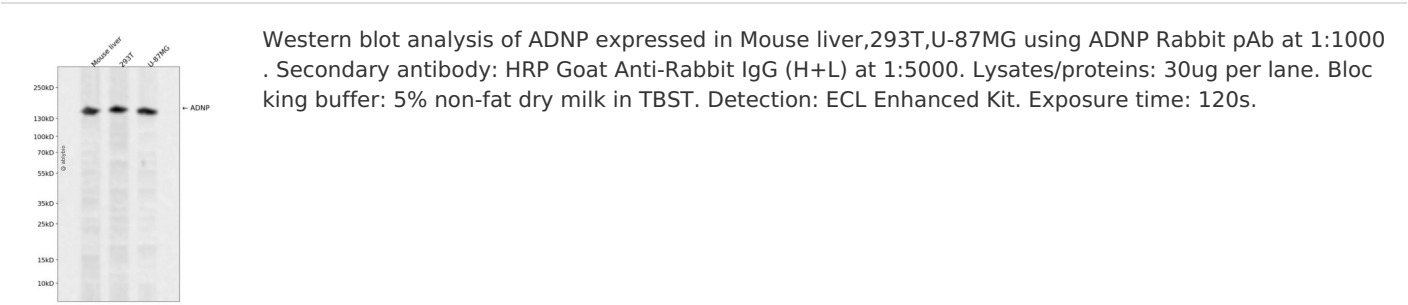 Mouse liver
293T
U-87MG
250kD
130kD
100kD
70kD
55kD
35kD
25kD
15kD
10kD
← ADNP
Western blot analysis of ADNP expressed in Mouse liver,293T,U-87MG using ADNP Rabbit pAb at 1:1000
. Secondary antibody: HRP Goat Anti-Rabbit IgG (H+L) at 1:5000. Lysates/proteins: 30ug per lane. Bloc
king buffer: 5% non-fat dry milk in TBST. Detection: ECL Enhanced Kit. Exposure time: 120s.